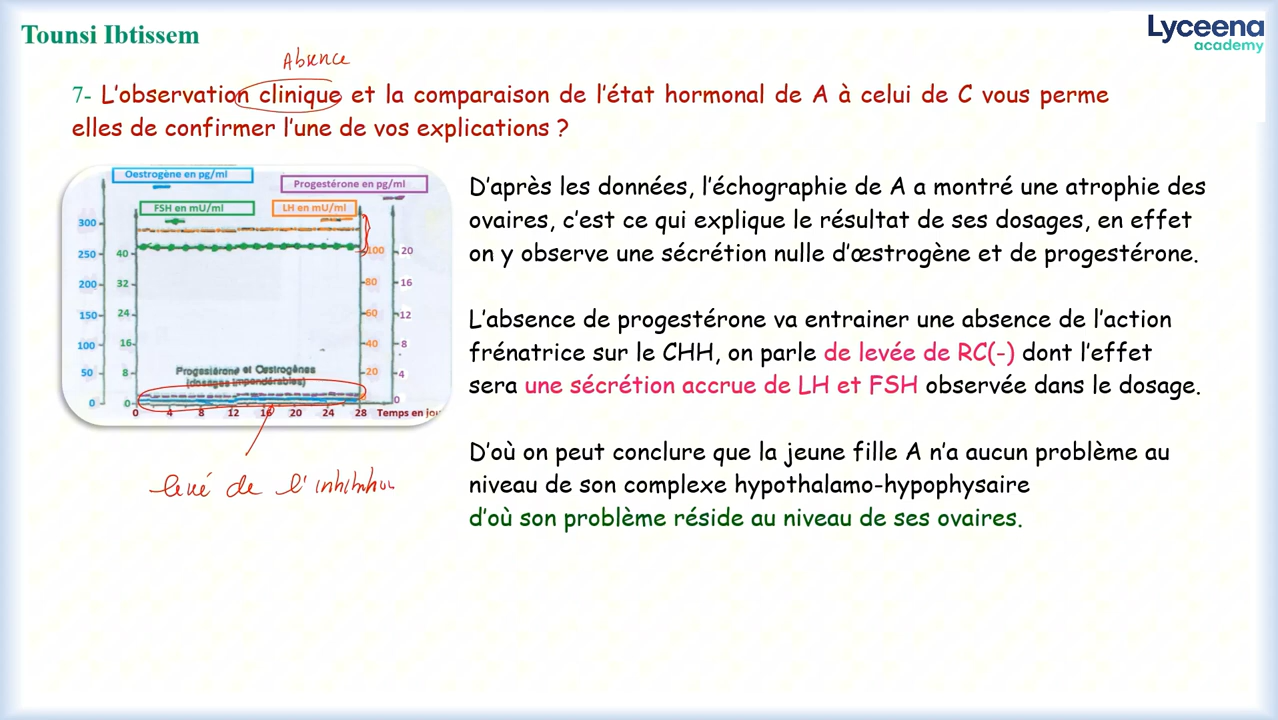 Tounsi Ibtissem
Lyceena
academy
Absence
7- L'observation clinique et la comparaison de l'état hormonal de A à celui de C vous perme
elles de confirmer l'une de vos explications ?
Oestrogène en pg/ml
Progestérone en pg/ml
FSH en mU/ml
LH en mU/ml
300
250 40 100 20
200 32 80 16
150 24 60 12
100 16 40 8
50 8 20 4
0 0 0
Progestérone et Oestrogènes
(dosages impondérables)
0 4 8 12 16 20 24 28 Temps en jou
levé de l'inhibition
D'après les données, l'échographie de A a montré une atrophie des
ovaires, c'est ce qui explique le résultat de ses dosages, en effet
on y observe une sécrétion nulle d'œstrogène et de progestérone.
L'absence de progestérone va entrainer une absence de l'action
frénatrice sur le CHH, on parle de levée de RC(-) dont l'effet
sera une sécrétion accrue de LH et FSH observée dans le dosage.
D'où on peut conclure que la jeune fille A n'a aucun problème au
niveau de son complexe hypothalamo-hypophysaire
d'où son problème réside au niveau de ses ovaires.